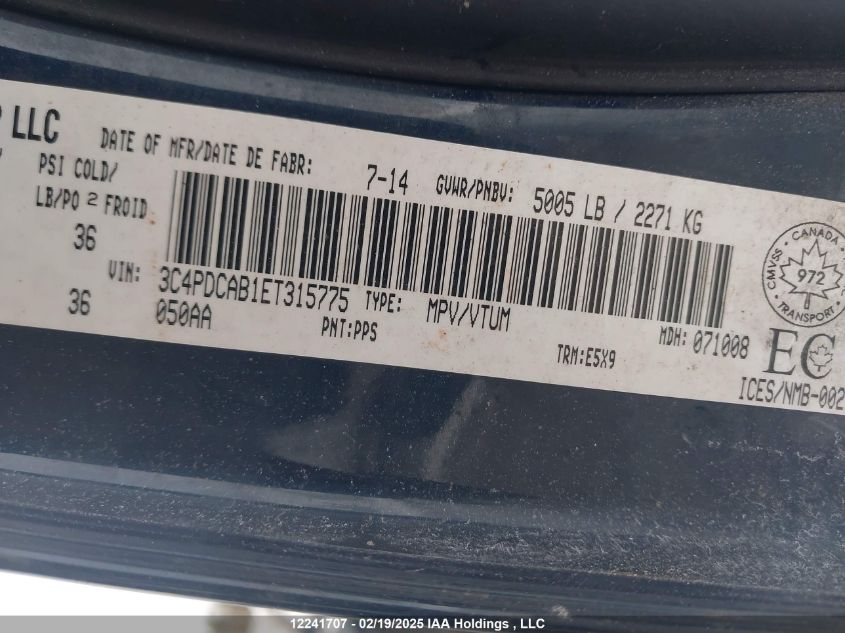 LLC
DATE OF MFR/DATE DE FABR: 7-14 GVWR/PNBV: 5005 LB / 2271 KG
PSI COLD/
LB/PO 2 FROID
36
36
VIN: 3C4PDCAB1ET315775 TYPE: MPV/VTUM MDH: 071008
050AA PNT:PPS TRM:E5X9
CANADA
CMVSS 972
TRANSPORT
EC
ICES/NMB-002
12241707 - 02/19/2025 IAA Holdings , LLC